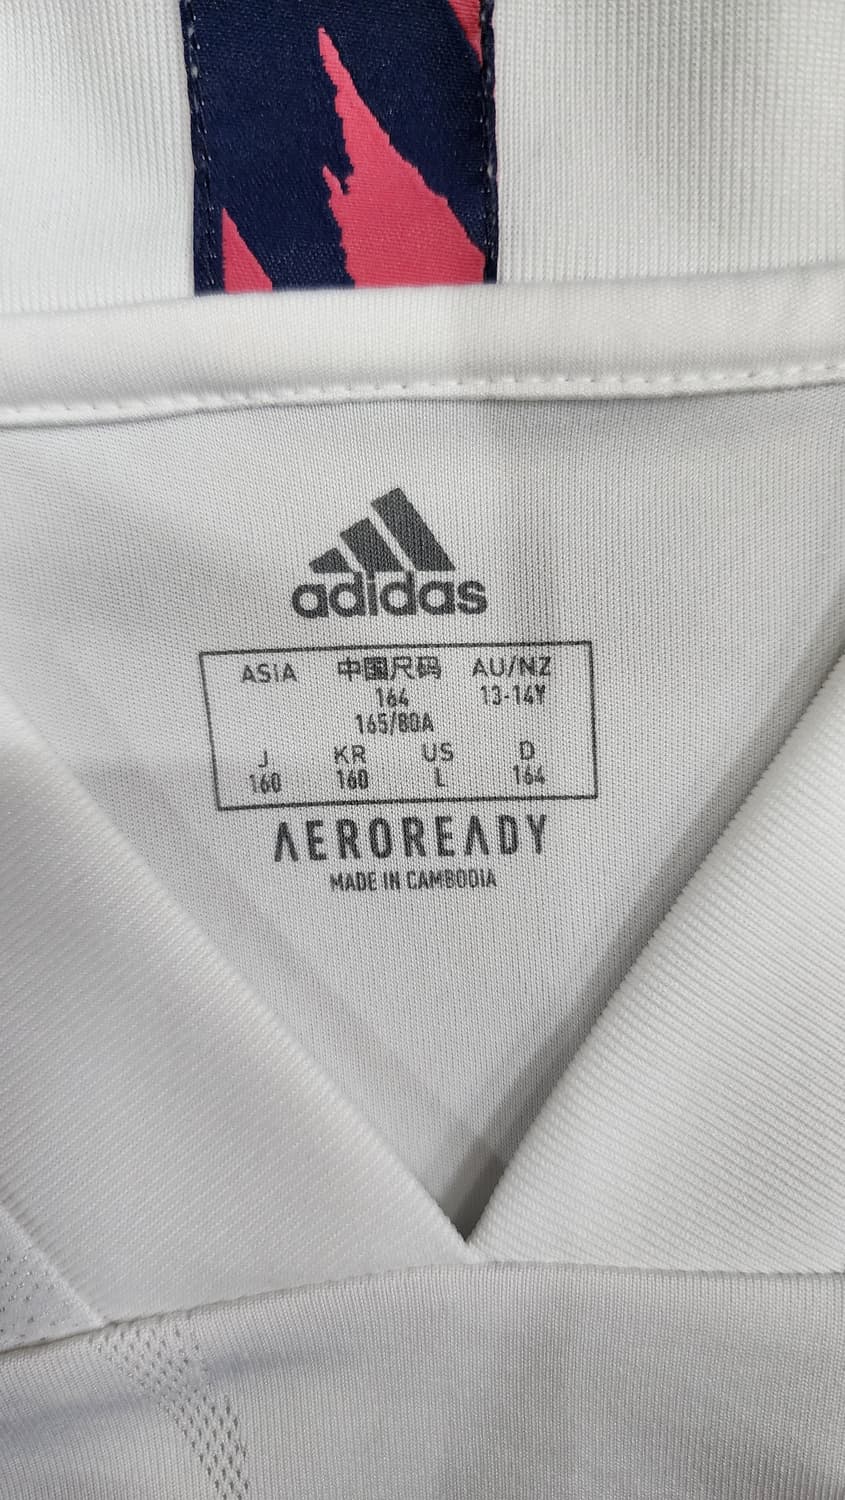 adidas
ASIA 中国尺码 AU/NZ
164 13-14Y
165/80A
J KR US D
160 160 L 164
AEROREADY
MADE IN CAMBODIA